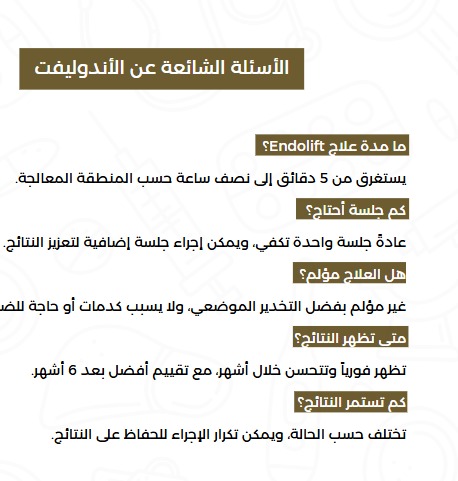 الأسئلة الشائعة عن الأندوليفت
ما مدة علاج Endolift؟
يستغرق من 5 دقائق إلى نصف ساعة حسب المنطقة المعالجة.
كم جلسة أحتاج؟
عادةً جلسة واحدة تكفي، ويمكن إجراء جلسة إضافية لتعزيز النتائج.
هل العلاج مؤلم؟
غير مؤلم بفضل التخدير الموضعي، ولا يسبب كدمات أو حاجة
متى تظهر النتائج؟
تظهر فورياً وتتحسن خلال أشهر، مع تقييم أفضل بعد 6 أشهر.
كم تستمر النتائج؟
تختلف حسب الحالة، ويمكن تكرار الإجراء للحفاظ على النتائج.